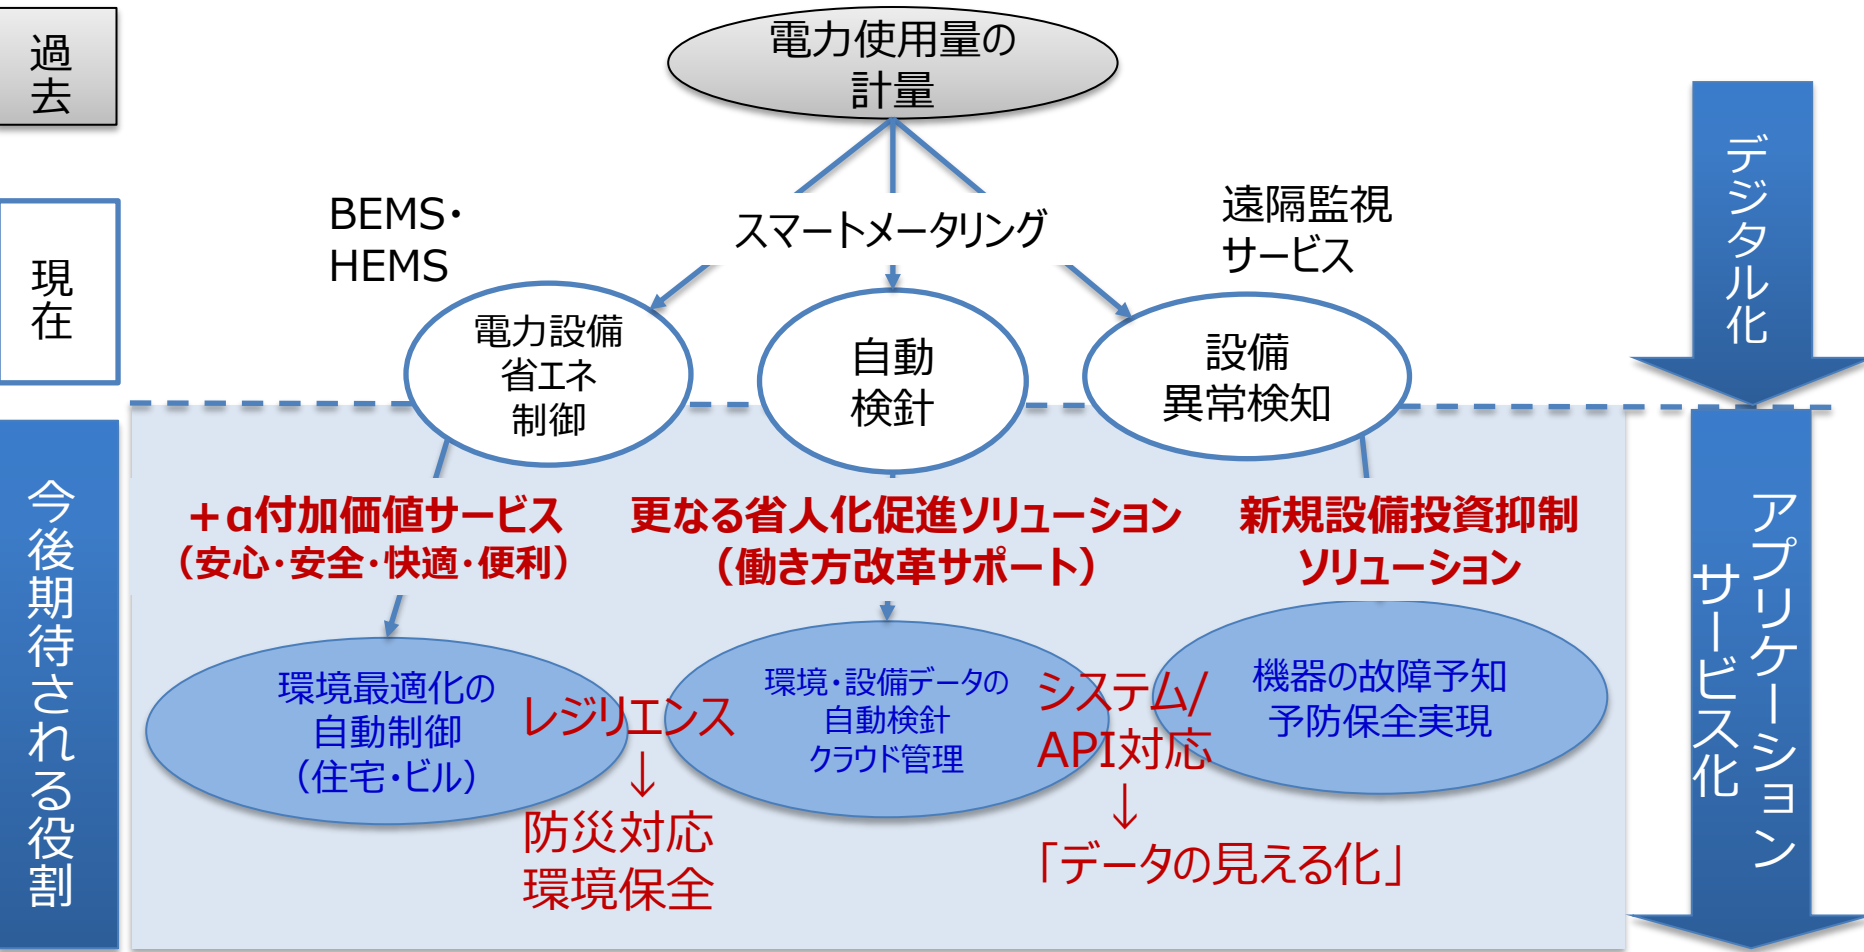 過去
電力使用量の
計量
デジタル化
現在
BEMS・
HEMS
スマートメータリング
遠隔監視
サービス
電力設備
省エネ
制御
自動
検針
設備
異常検知
今後期待される役割
+α付加価値サービス
（安心・安全・快適・便利）
更なる省人化促進ソリューション
（働き方改革サポート）
新規設備投資抑制
ソリューション
アプリケーション
サービス化
環境最適化の
自動制御
（住宅・ビル）
レジリエンス
↓
防災対応
環境保全
環境・設備データの
自動検針
クラウド管理
システム/
API対応
↓
「データの見える化」
機器の故障予知
予防保全実現